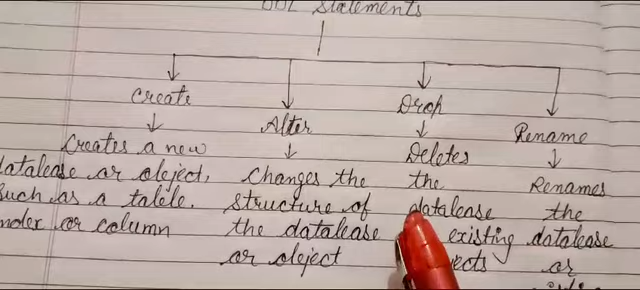 DDL Statements
Create
Alter
Drop
Rename
Creates a new
database or object,
such as a table,
index or column
Changes the
structure of
the database
or object
Deletes
the
database
existing
Renames
the
database
or